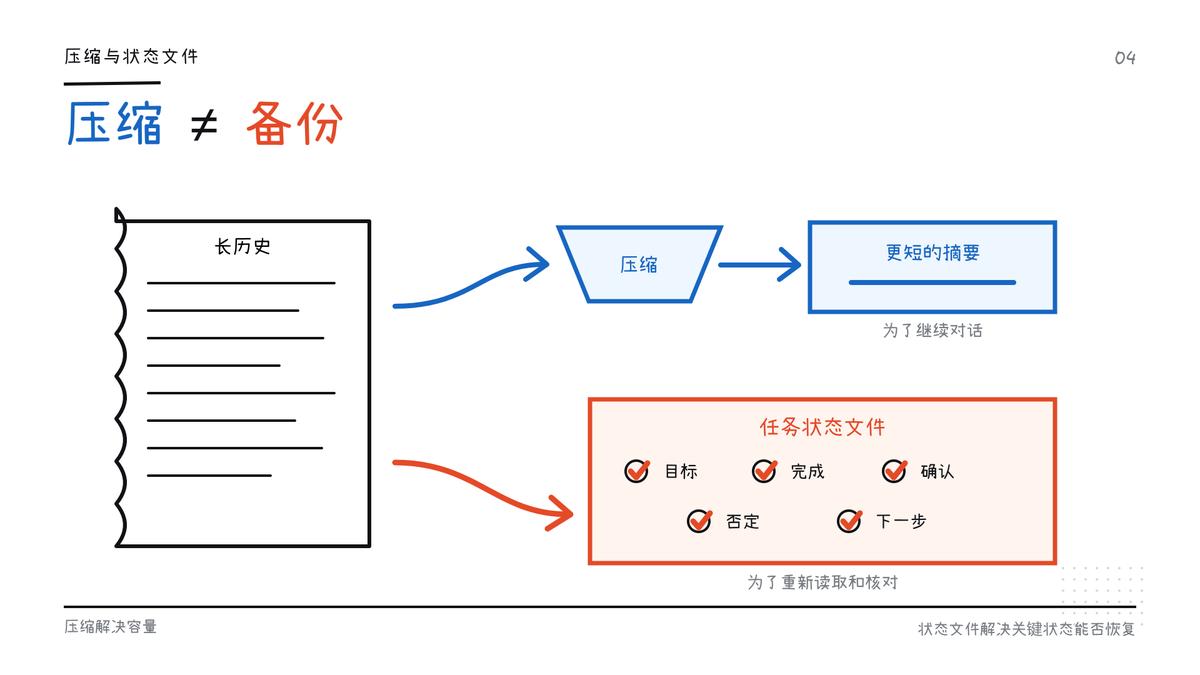 压缩与状态文件
04
压缩 ≠ 备份
长历史
压缩
更短的摘要
为了继续对话
任务状态文件
目标
完成
确认
否定
下一步
为了重新读取和核对
压缩解决容量
状态文件解决关键状态能否恢复